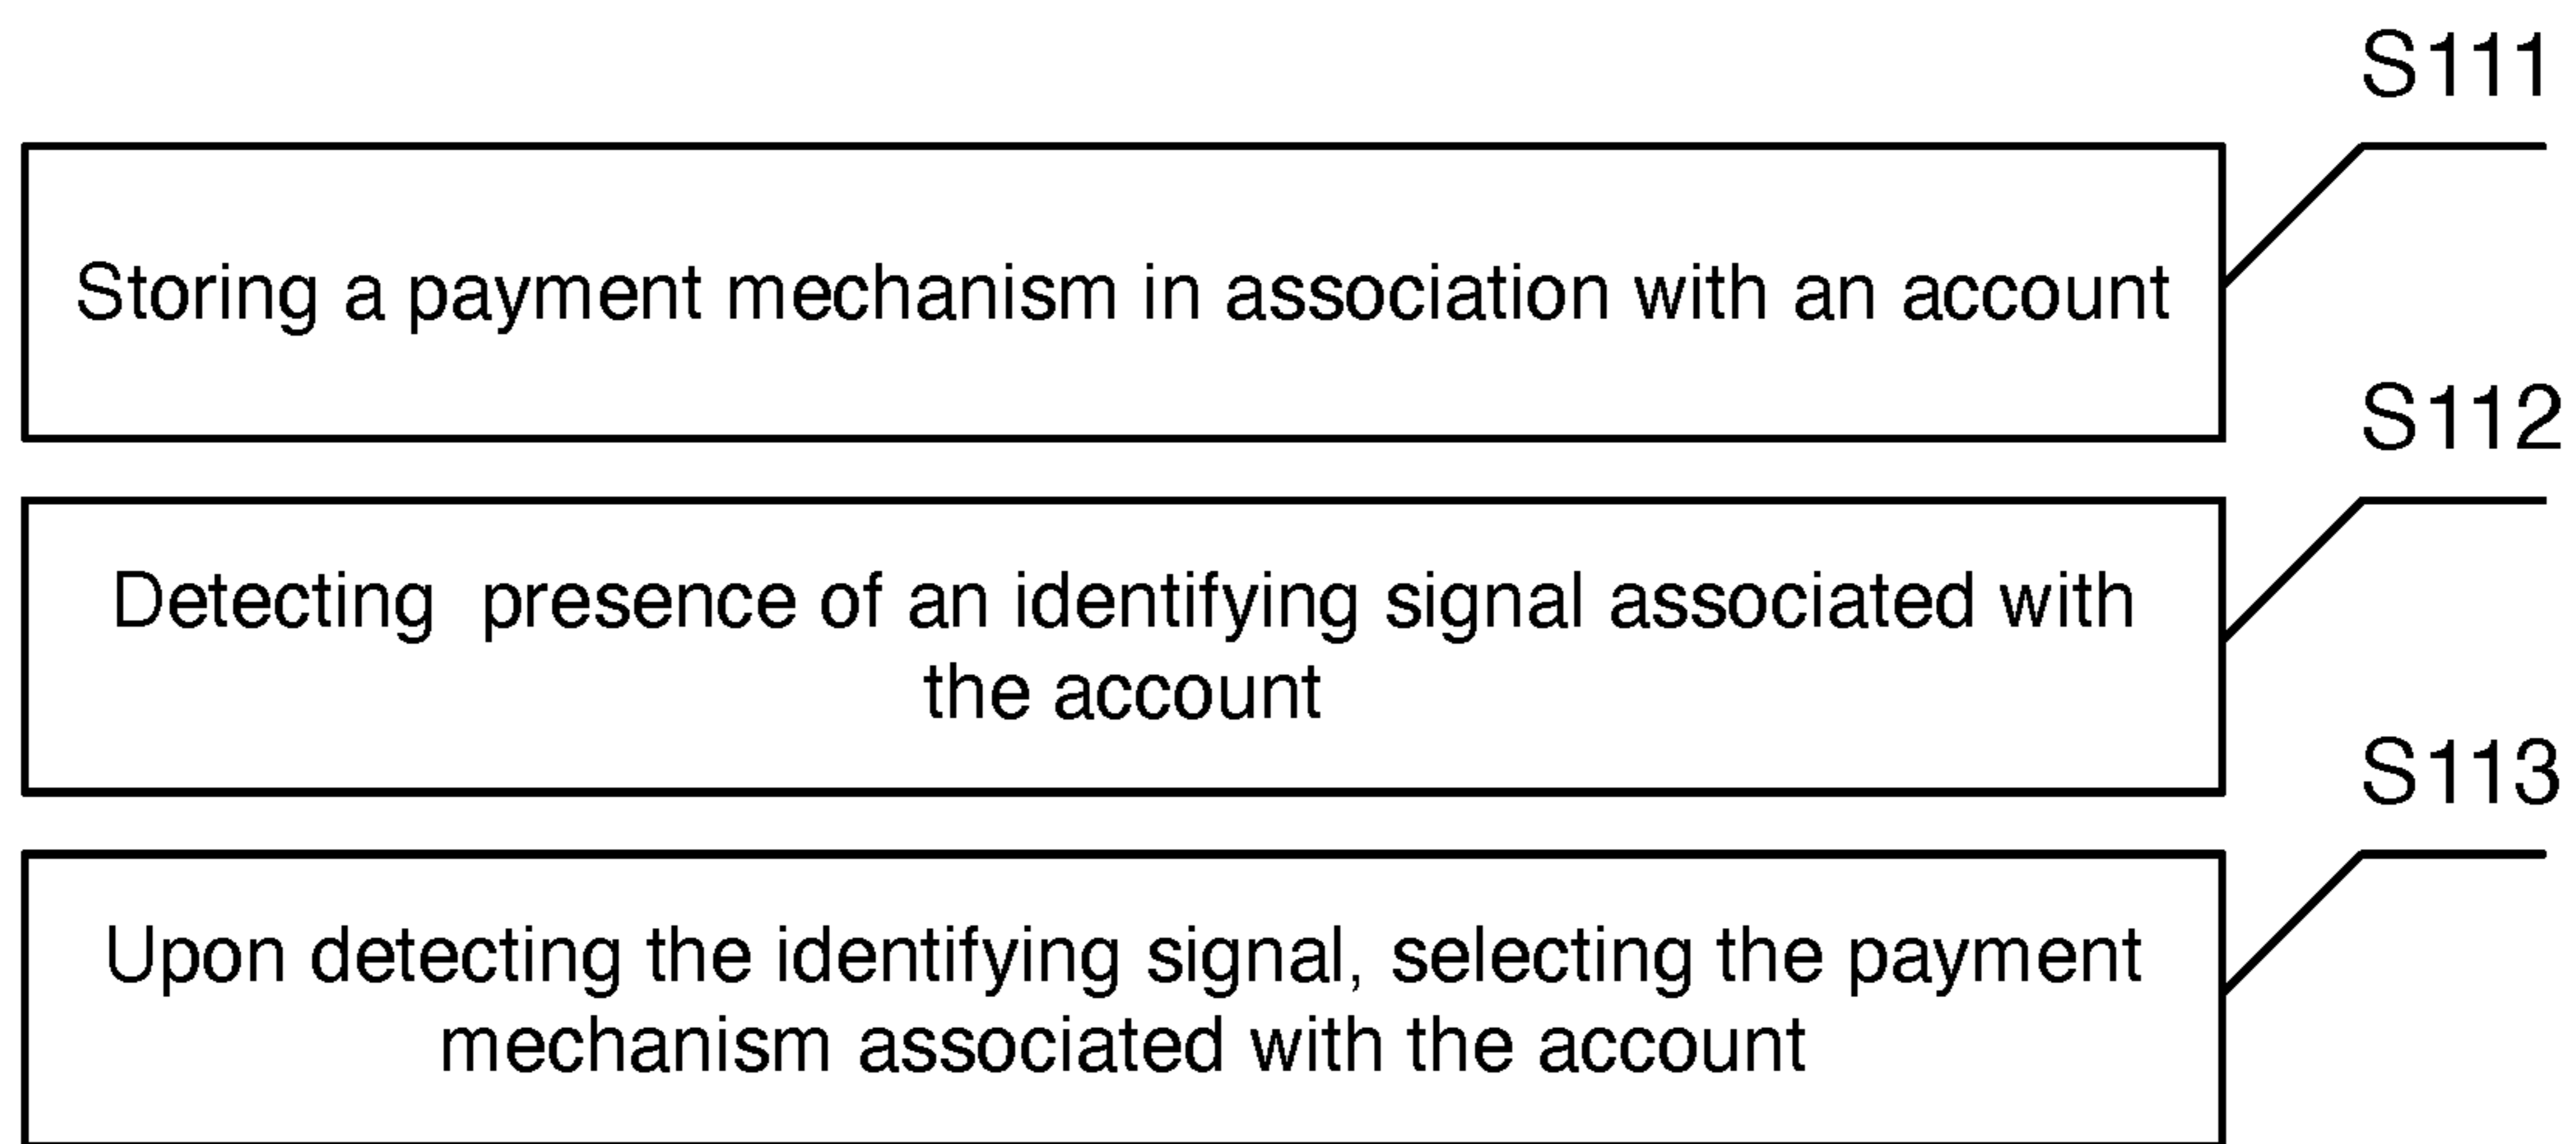 S111
Storing a payment mechanism in association with an account
S112
Detecting  presence of an identifying signal associated with
the account
S113
Upon detecting the identifying signal, selecting the payment
mechanism associated with the account